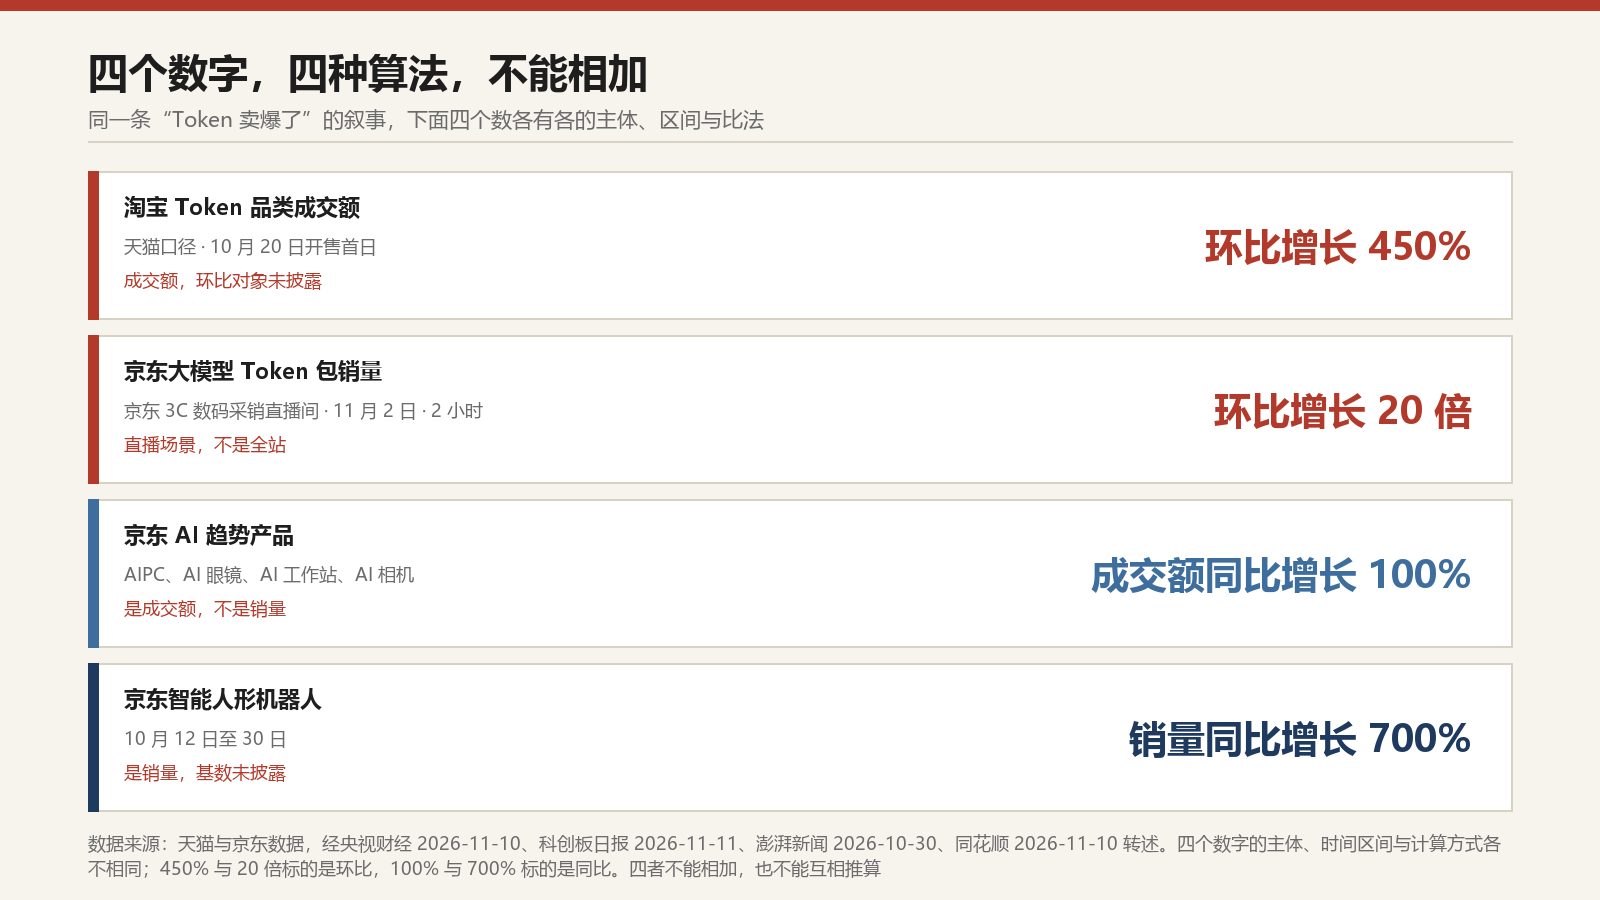 四个数字，四种算法，不能相加
同一条“Token 卖爆了”的叙事，下面四个数各有各的主体、区间与比法
淘宝 Token 品类成交额
天猫口径 · 10 月 20 日开售首日
成交额，环比对象未披露
环比增长 450%
京东大模型 Token 包销量
京东 3C 数码采销直播间 · 11 月 2 日 · 2 小时
直播场景，不是全站
环比增长 20 倍
京东 AI 趋势产品
AIPC、AI 眼镜、AI 工作站、AI 相机
是成交额，不是销量
成交额同比增长 100%
京东智能人形机器人
10 月 12 日至 30 日
是销量，基数未披露
销量同比增长 700%
数据来源：天猫与京东数据，经央视财经 2026-11-10、科创板日报 2026-11-11、澎湃新闻 2026-10-30、同花顺 2026-11-10 转述。四个数字的主体、时间区间与计算方式各
不相同；450% 与 20 倍标的是环比，100% 与 700% 标的是同比。四者不能相加，也不能互相推算